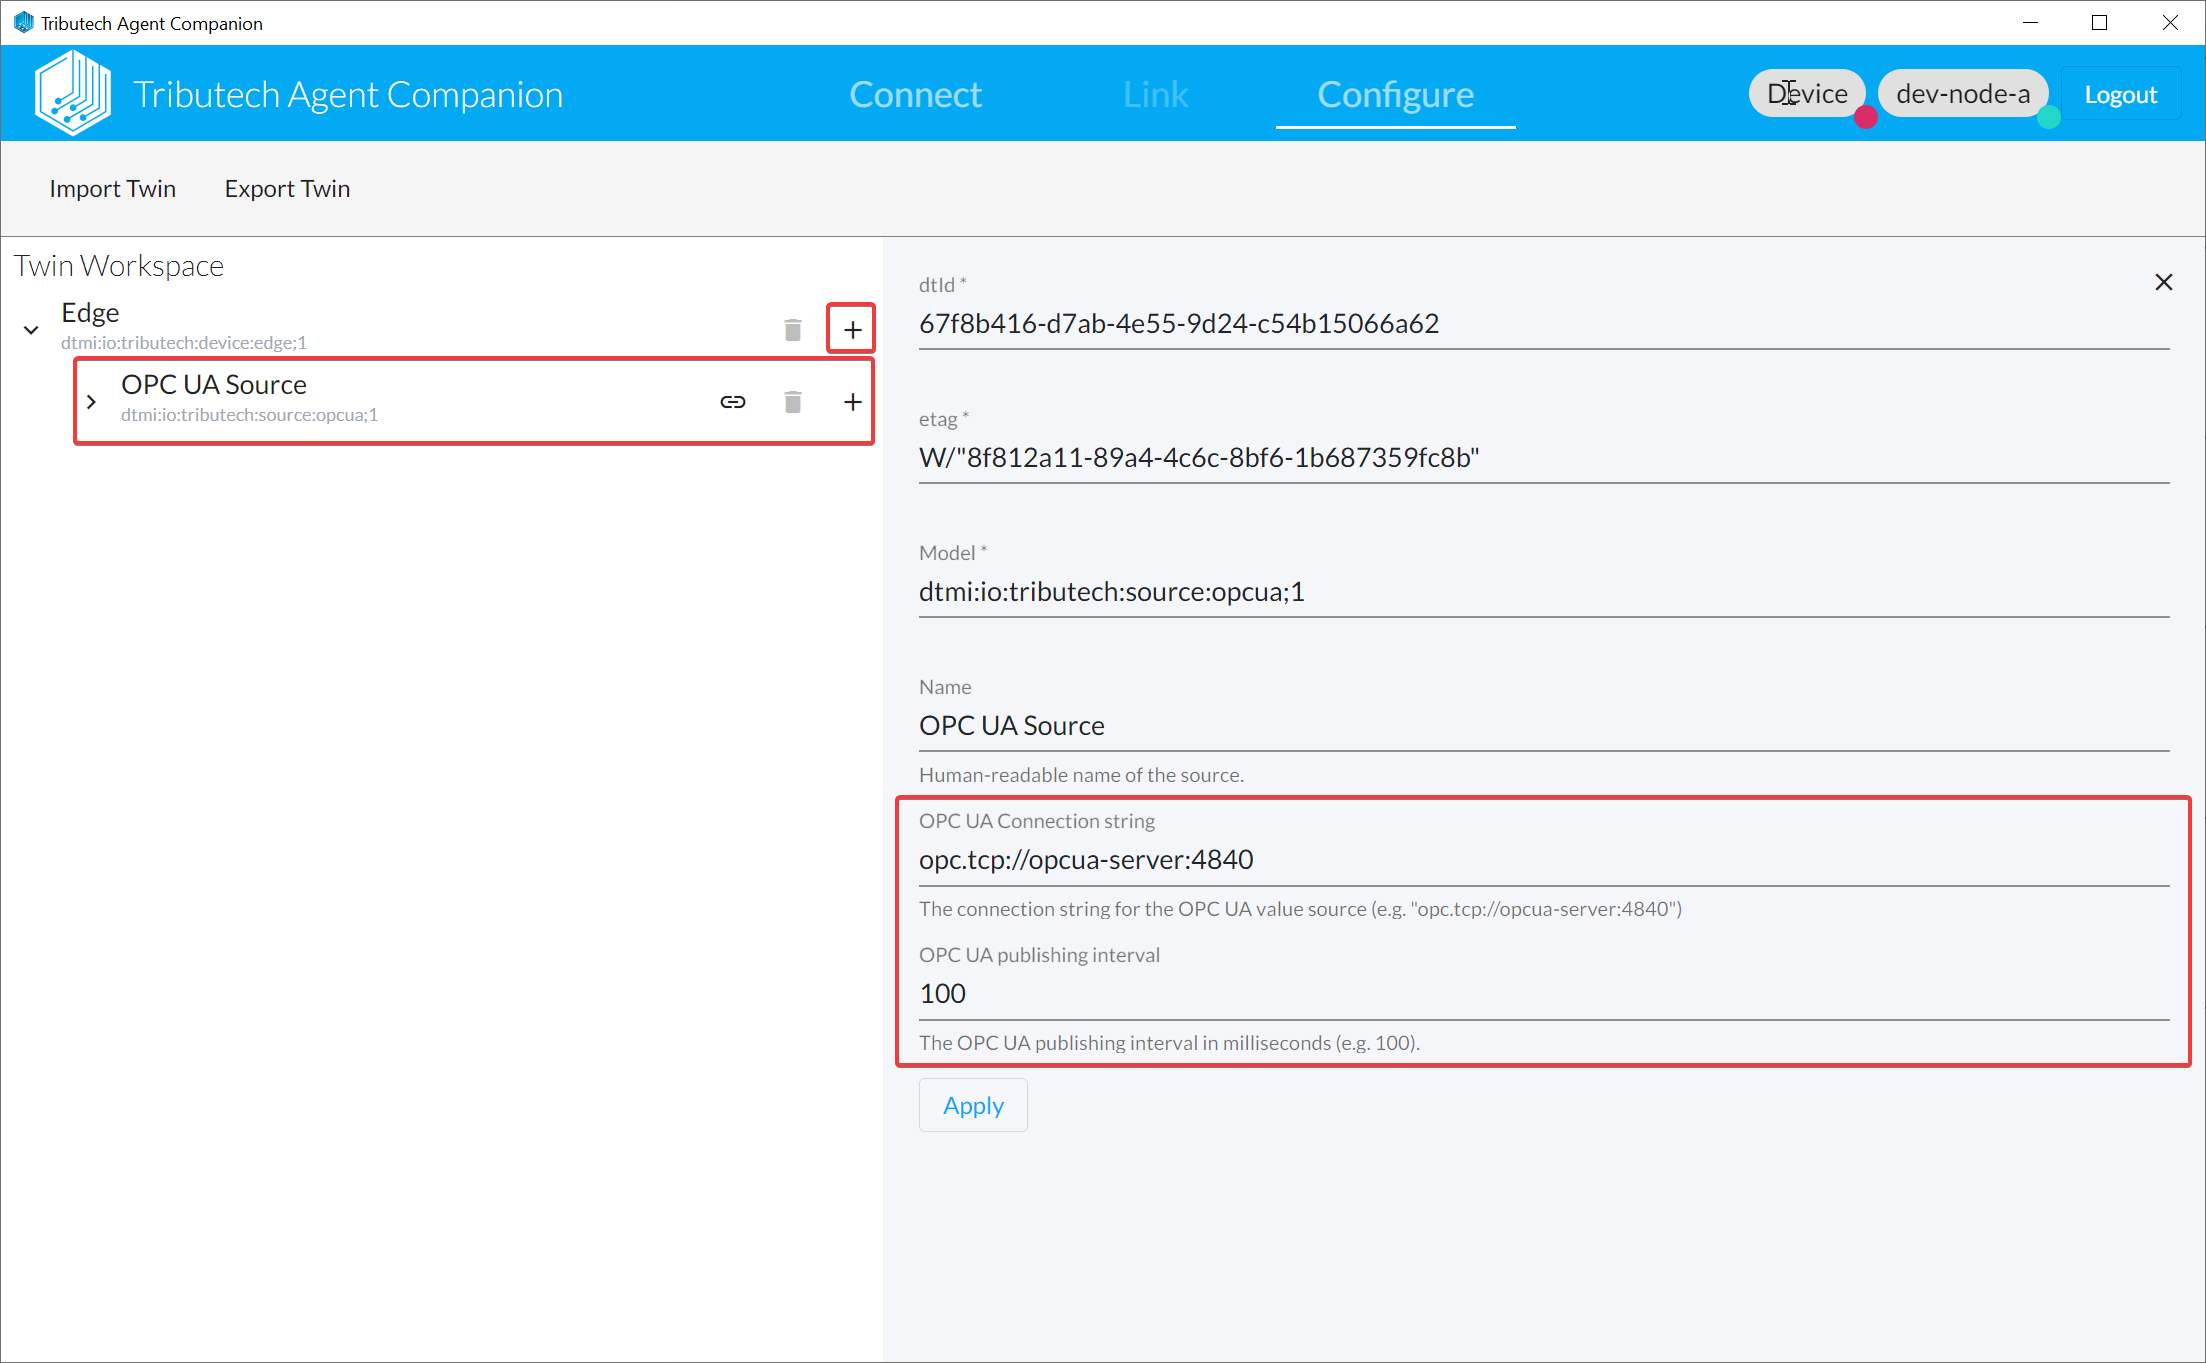 Tributech Agent Companion
Tributech Agent Companion
Connect
Link
Configure
Device
dev-node-a
Logout
Import Twin
Export Twin
Twin Workspace
Edge
dtmi:io:tributech:device:edge;1
OPC UA Source
dtmi:io:tributech:source:opcua;1
dtId *
67f8b416-d7ab-4e55-9d24-c54b15066a62
etag *
W/"8f812a11-89a4-4c6c-8bf6-1b687359fc8b"
Model *
dtmi:io:tributech:source:opcua;1
Name
OPC UA Source
Human-readable name of the source.
OPC UA Connection string
opc.tcp://opcua-server:4840
The connection string for the OPC UA value source (e.g. "opc.tcp://opcua-server:4840")
OPC UA publishing interval
100
The OPC UA publishing interval in milliseconds (e.g. 100).
Apply